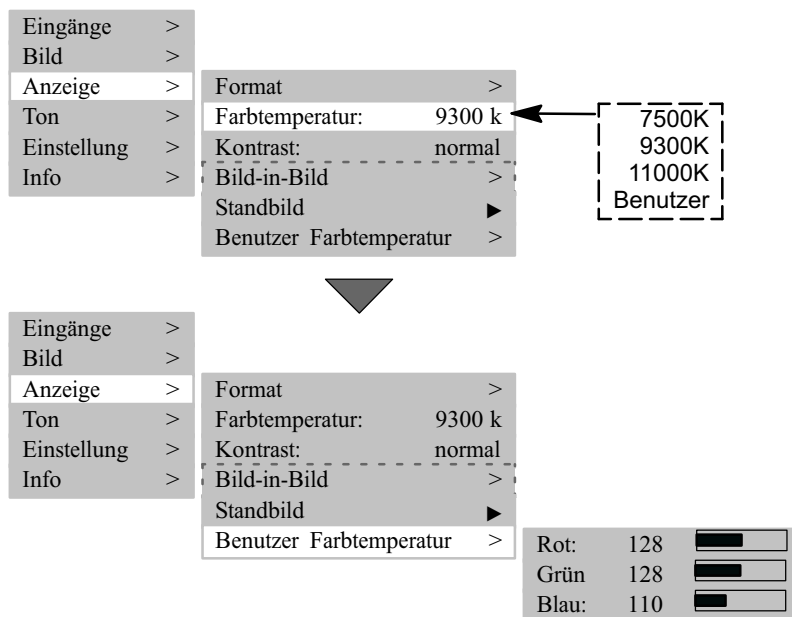 Eingänge >
Bild >
Anzeige >
Ton >
Einstellung >
Info >
Format >
Farbtemperatur: 9300 k
Kontrast: normal
Bild-in-Bild >
Standbild ▶
Benutzer Farbtemperatur >
7500K
9300K
11000K
Benutzer
Eingänge >
Bild >
Anzeige >
Ton >
Einstellung >
Info >
Format >
Farbtemperatur: 9300 k
Kontrast: normal
Bild-in-Bild >
Standbild ▶
Benutzer Farbtemperatur >
Rot: 128
Grün 128
Blau: 110